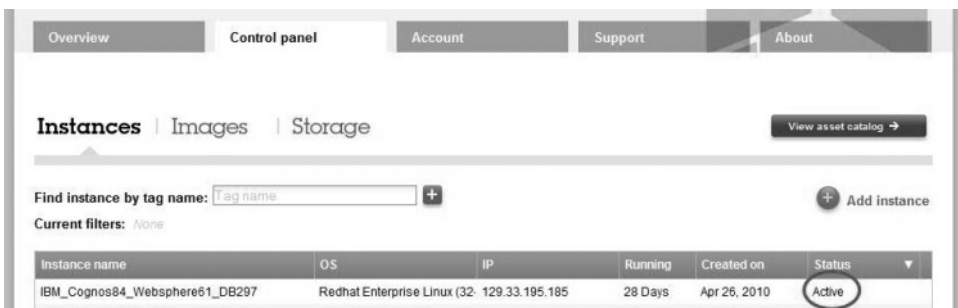 Overview Control panel Account Support About
Instances | Images | Storage View asset catalog →
Find instance by tag name: Tag name +
+ Add instance
Current filters: None
Instance name OS IP Running Created on Status ▼
IBM_Cognos84_Websphere61_DB297 Redhat Enterprise Linux (32- 129.33.195.185 28 Days Apr 26, 2010 Active